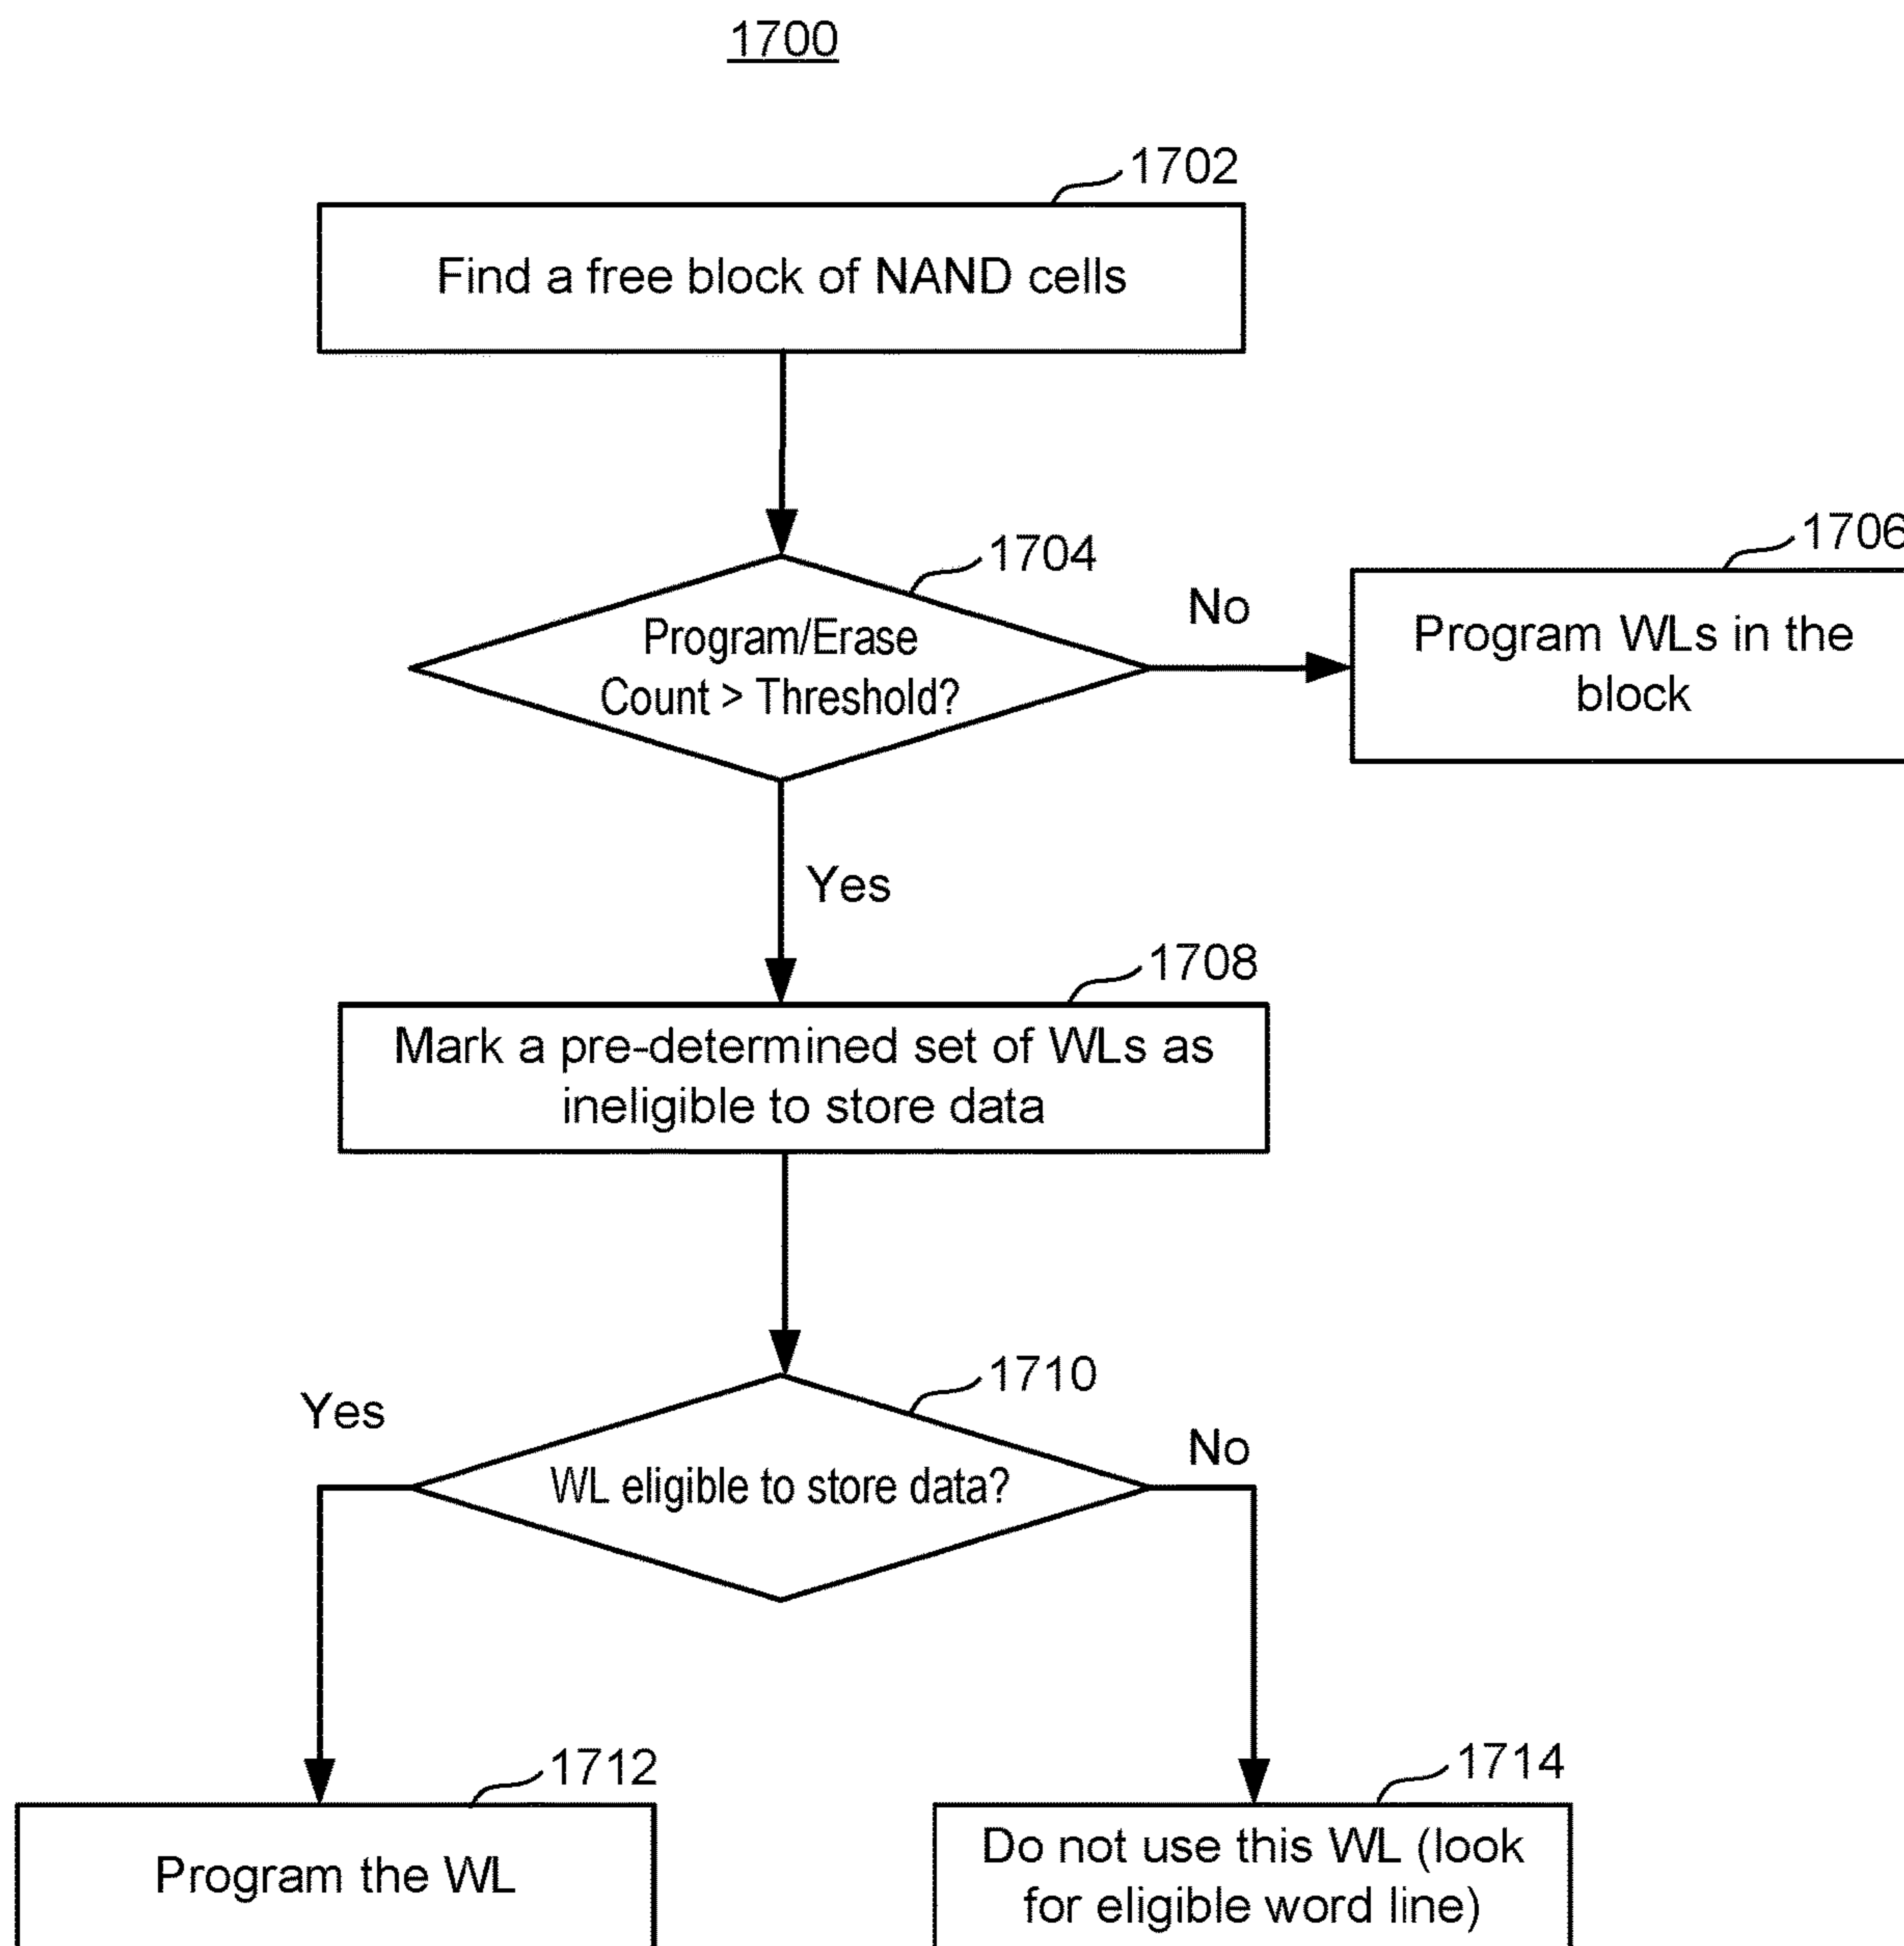 1700
1702
Find a free block of NAND cells
1704
Program/Erase
Count > Threshold?
No
1706
Program WLs in the
block
Yes
1708
Mark a pre-determined set of WLs as
ineligible to store data
1710
Yes
WL eligible to store data?
No
1712
Program the WL
1714
Do not use this WL (look
for eligible word line)